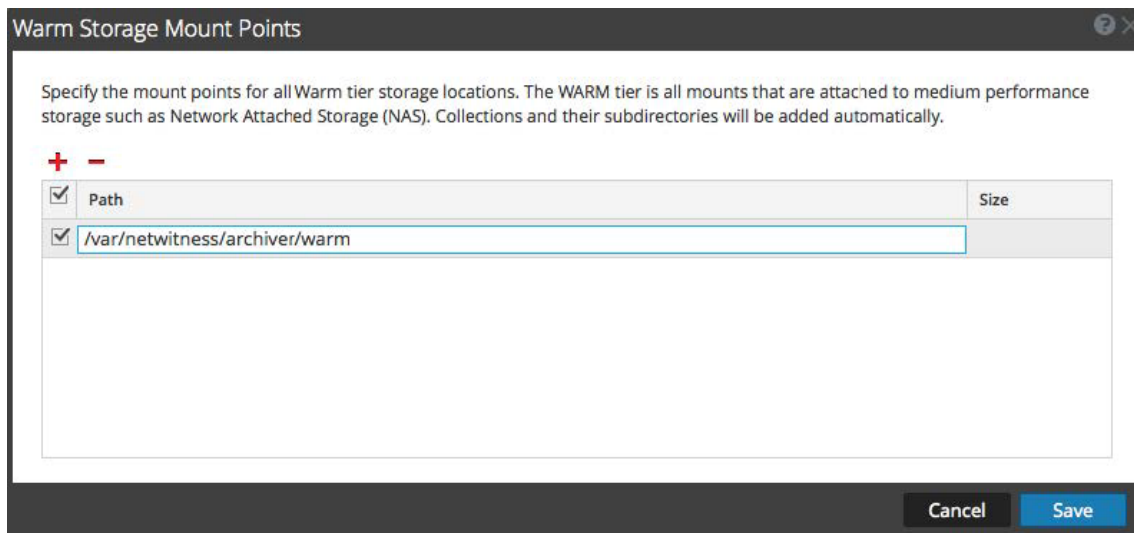 Warm Storage Mount Points
Specify the mount points for all Warm tier storage locations. The WARM tier is all mounts that are attached to medium performance
storage such as Network Attached Storage (NAS). Collections and their subdirectories will be added automatically.
Path Size
/var/netwitness/archiver/warm
Cancel Save